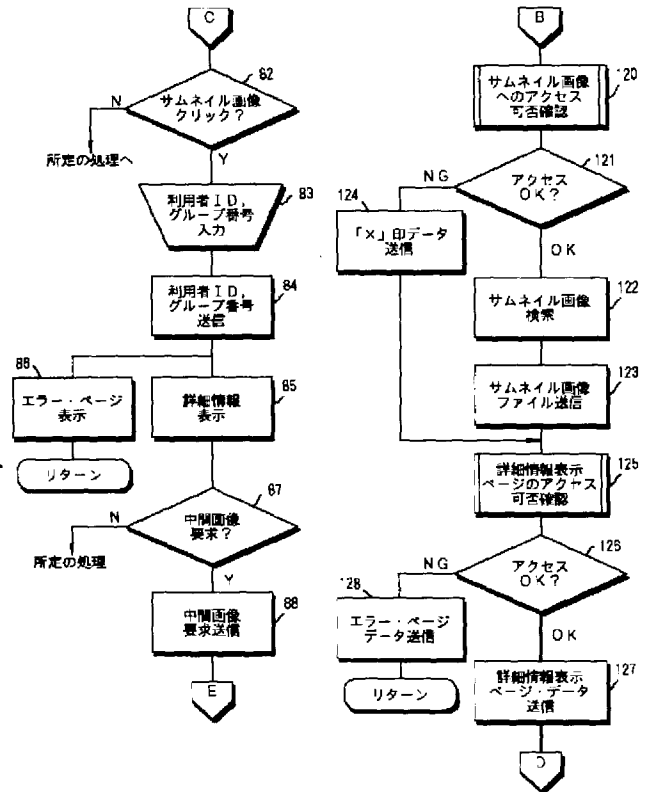 C
82
サムネイル画像
クリック?
N
所定の処理へ
Y
83
利用者ID,
グループ番号
入力
84
利用者ID,
グループ番号
送信
86
エラー・ページ
表示
リターン
85
詳細情報
表示
87
中間画像
要求?
N
所定の処理
Y
88
中間画像
要求送信
E
B
120
サムネイル画像
へのアクセス
可否確認
121
アクセス
OK?
NG
124
「×」印データ
送信
OK
122
サムネイル画像
検索
123
サムネイル画像
ファイル送信
125
詳細情報表示
ページのアクセス
可否確認
126
アクセス
OK?
NG
128
エラー・ページ
データ送信
リターン
OK
127
詳細情報表示
ページ・データ
送信
D